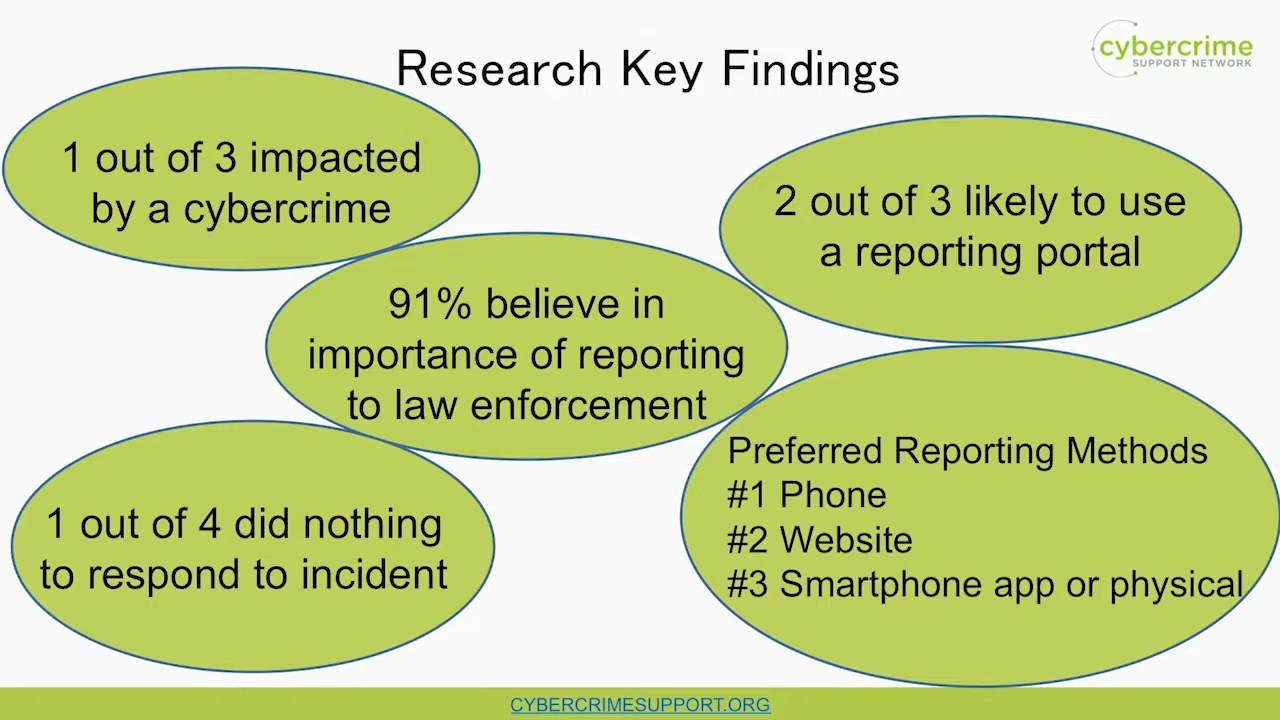 Research Key Findings
cybercrime
SUPPORT NETWORK
1 out of 3 impacted
by a cybercrime
2 out of 3 likely to use
a reporting portal
91% believe in
importance of reporting
to law enforcement
1 out of 4 did nothing
to respond to incident
Preferred Reporting Methods
#1 Phone
#2 Website
#3 Smartphone app or physical
CYBERCRIMESUPPORT.ORG